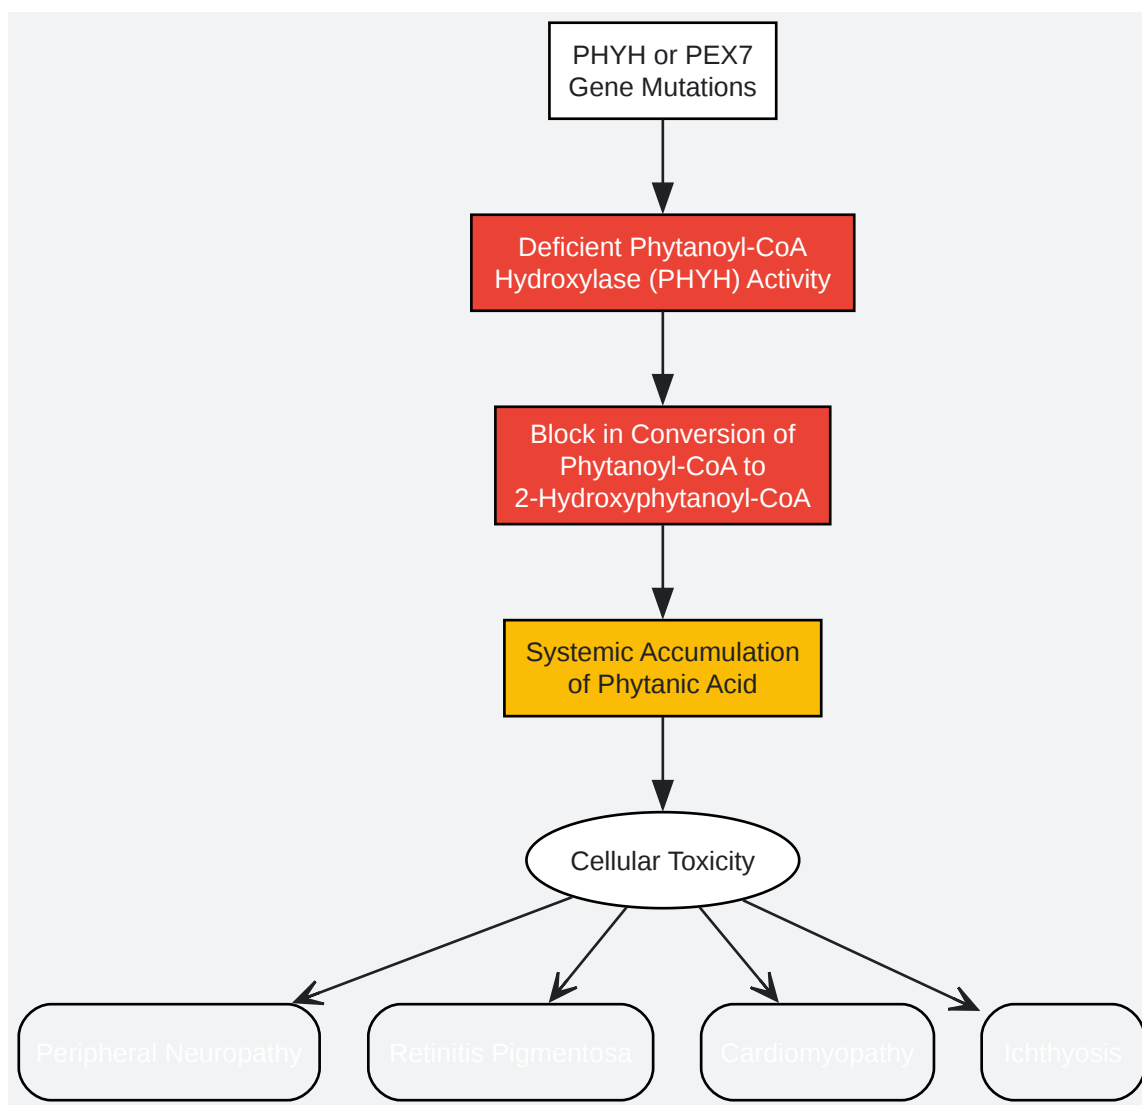 PHYH or PEX7
Gene Mutations
Deficient Phytanoyl-CoA
Hydroxylase (PHYH) Activity
Block in Conversion of
Phytanoyl-CoA to
2-Hydroxyphytanoyl-CoA
Systemic Accumulation
of Phytanic Acid
Cellular Toxicity
Peripheral Neuropathy
Retinitis Pigmentosa
Cardiomyopathy
Ichthyosis